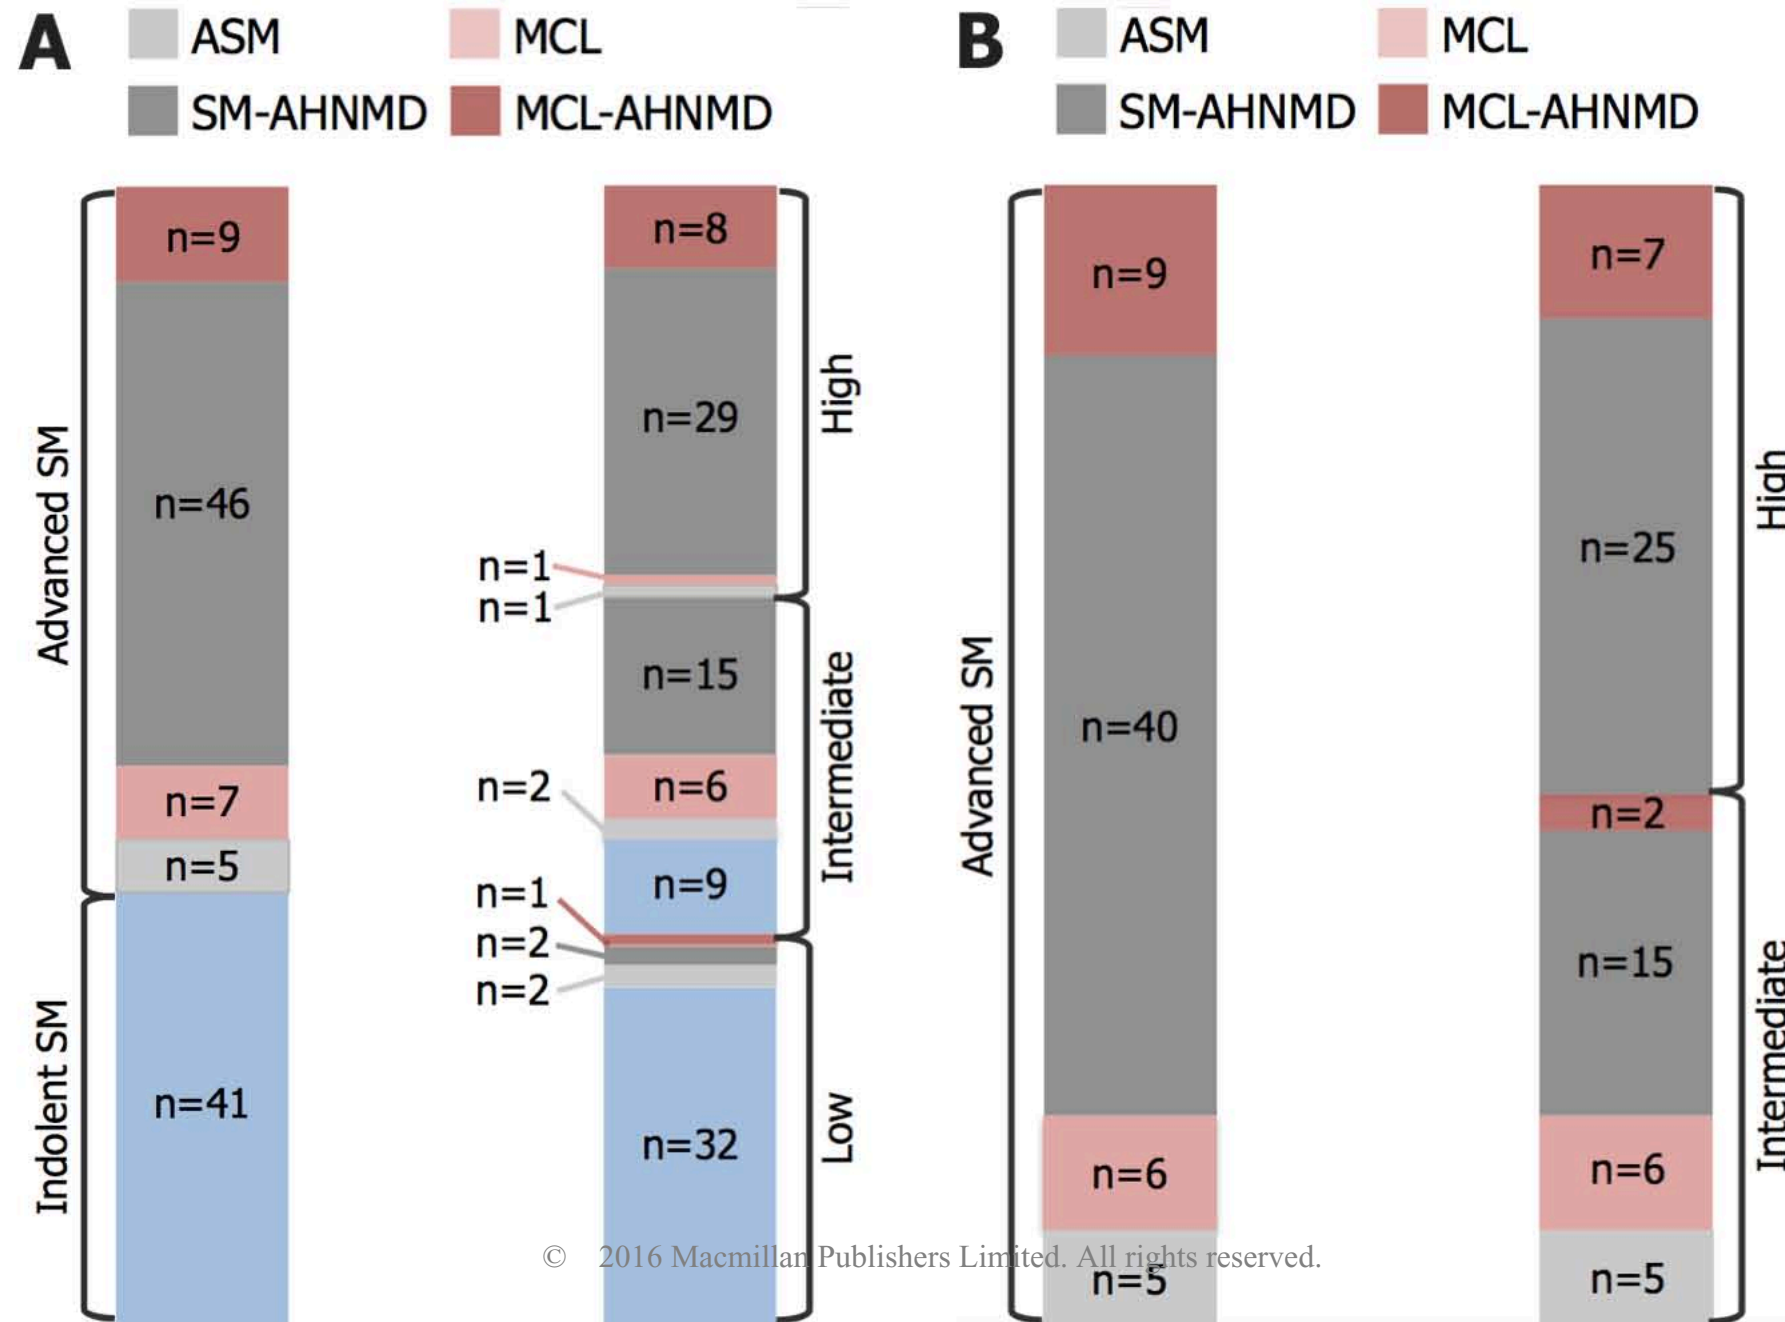 A
ASM
MCL
SM-AHNMD
MCL-AHNMD
Advanced SM
Indolent SM
n=9
n=46
n=7
n=5
n=41
n=8
n=29
n=1
n=1
n=15
n=2
n=6
n=9
n=1
n=2
n=2
n=32
High
Intermediate
Low
B
ASM
MCL
SM-AHNMD
MCL-AHNMD
Advanced SM
n=9
n=40
n=6
n=5
n=7
n=25
n=2
n=15
n=6
n=5
High
Intermediate
© 2016 Macmillan Publishers Limited. All rights reserved.